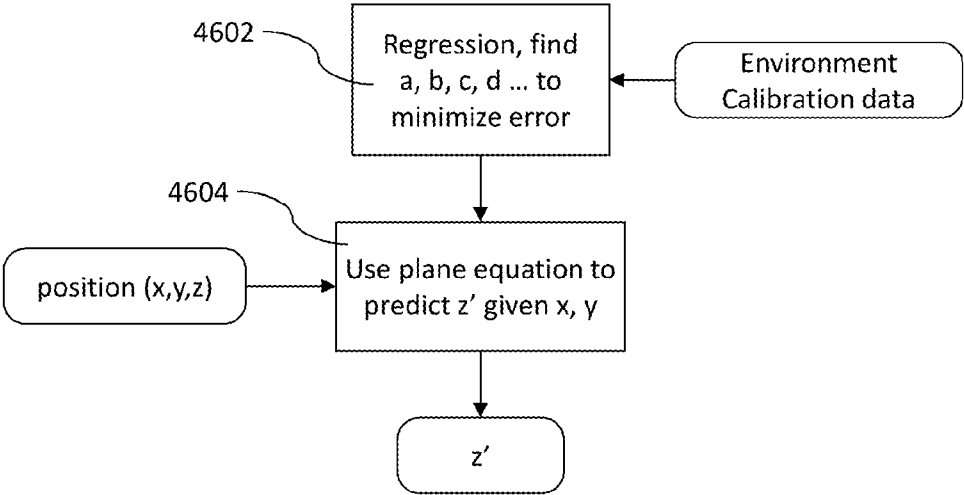 4602
Regression, find
a, b, c, d ... to
minimize error
Environment
Calibration data
4604
position (x,y,z)
Use plane equation to
predict z’ given x, y
z’